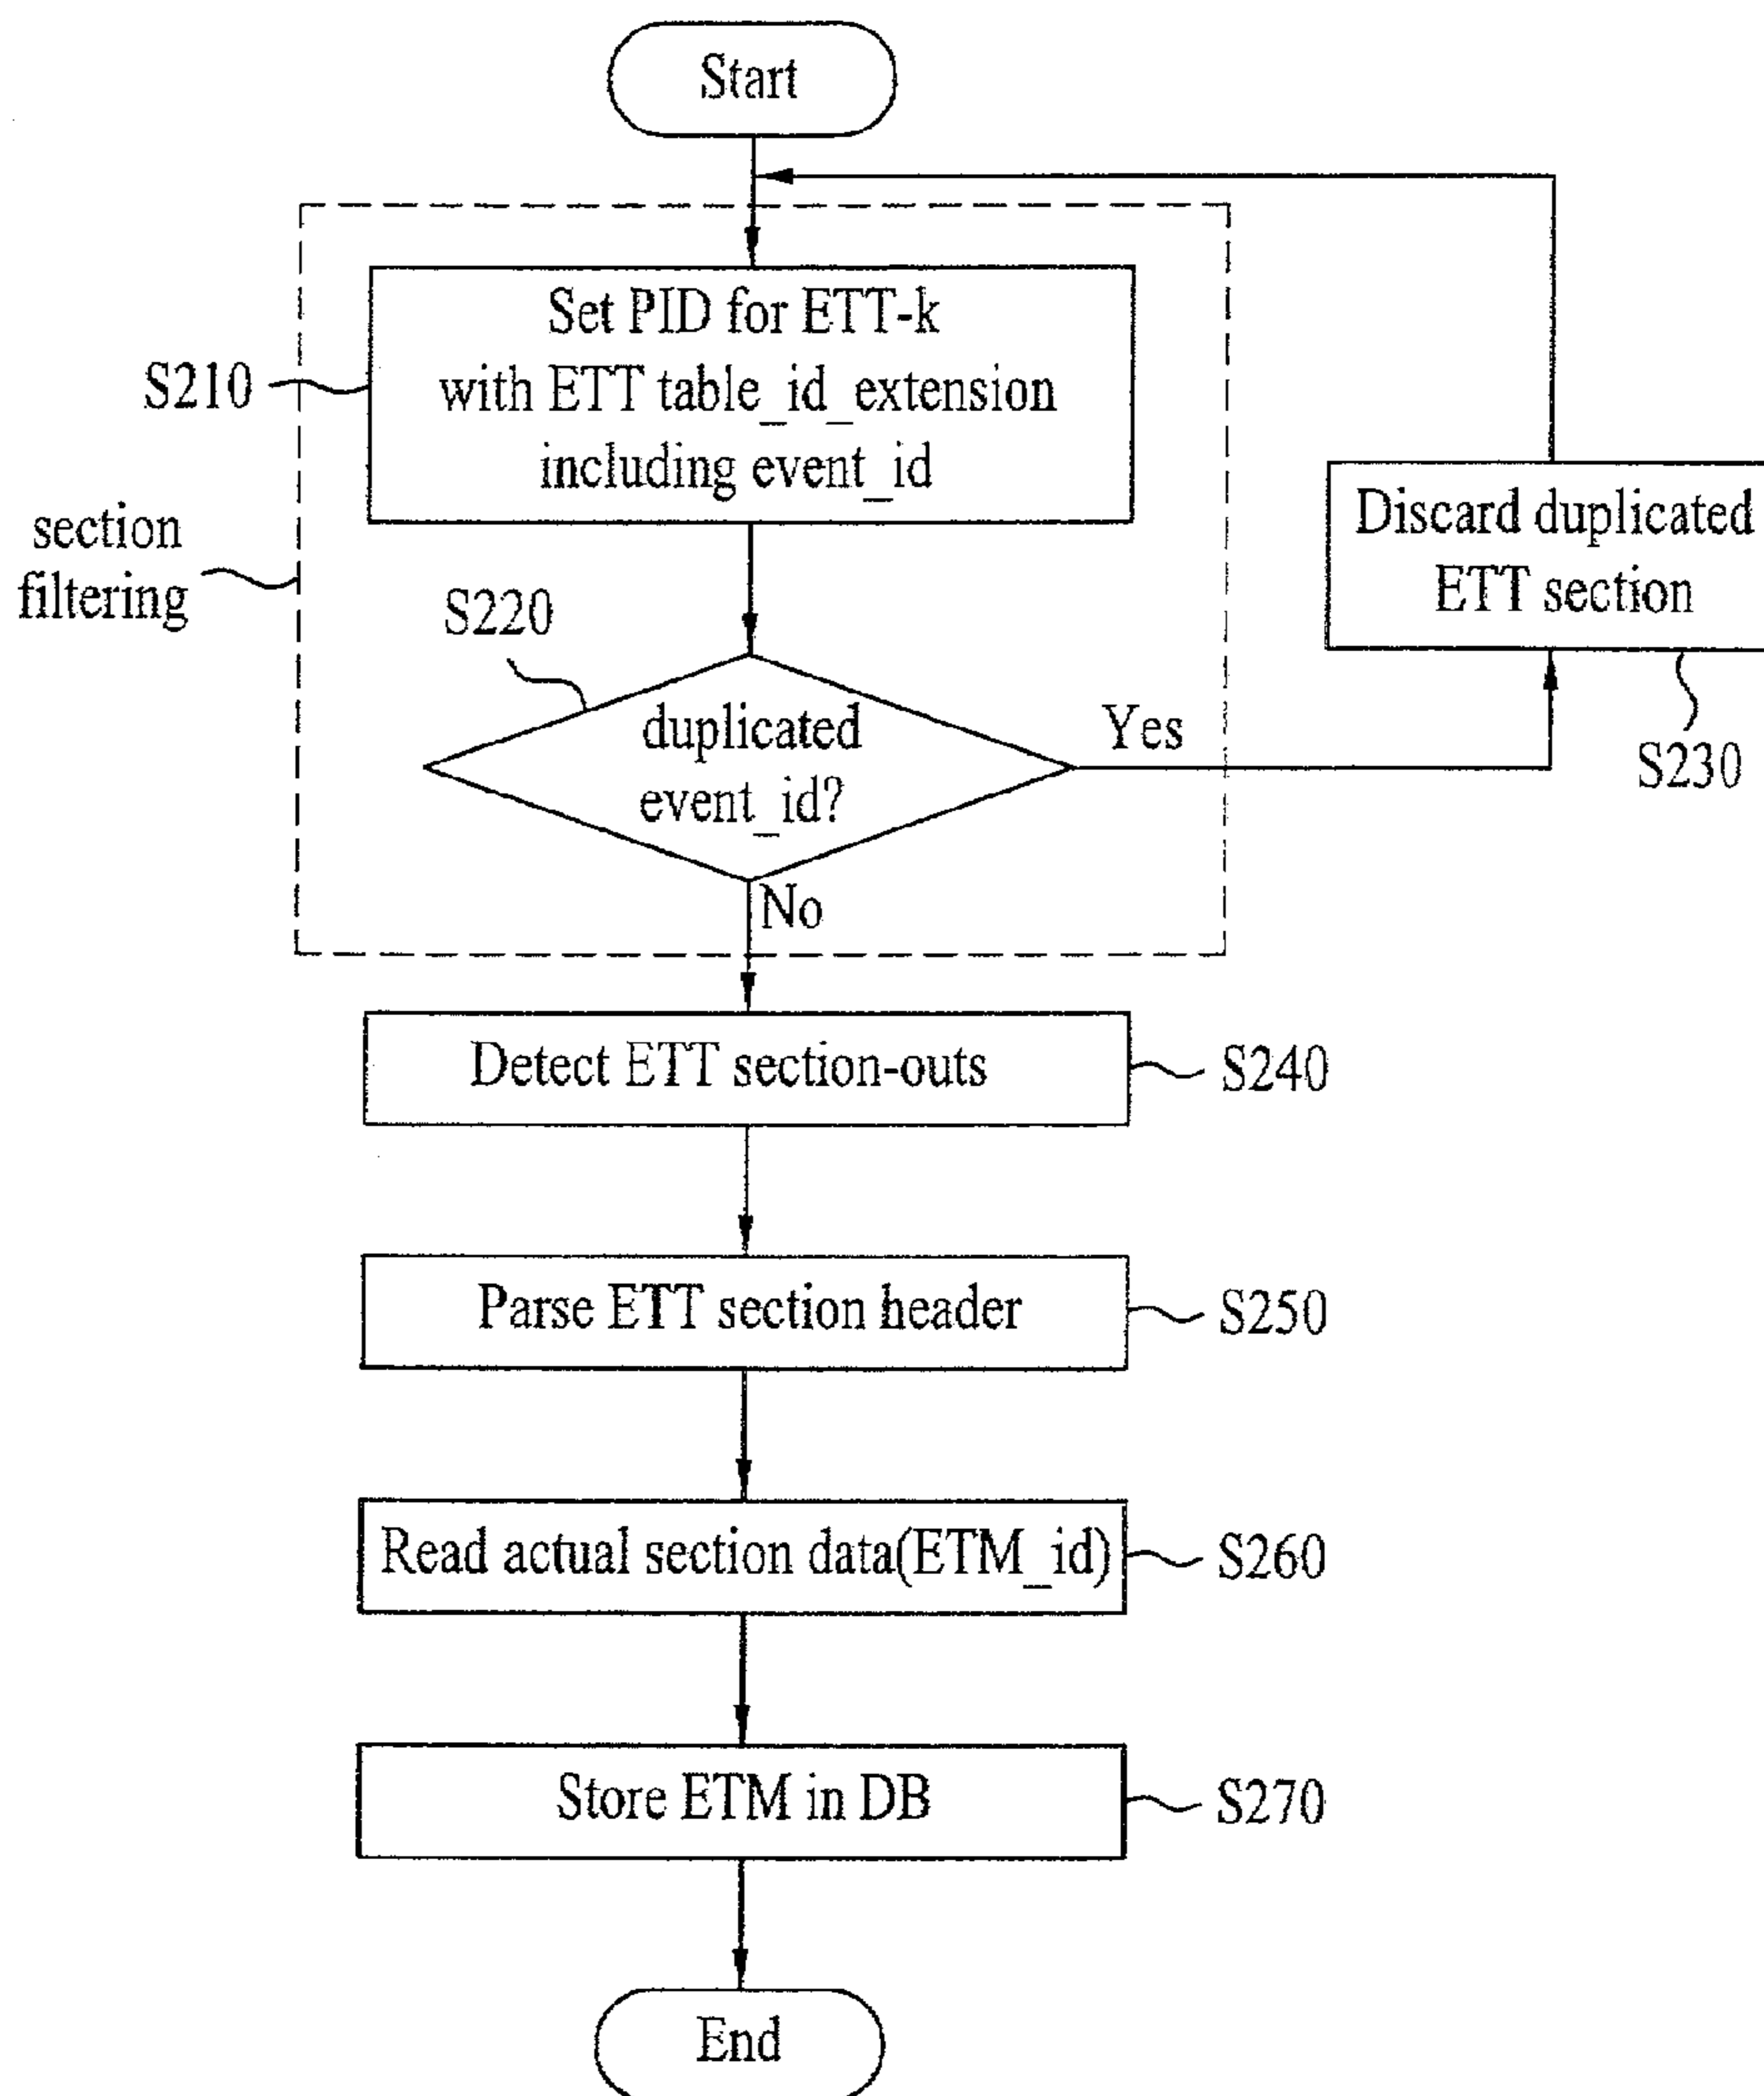 Start
Set PID for ETT-k
with ETT table_id_extension
including event_id
S210
section
filtering
Discard duplicated
ETT section
S230
S220
duplicated
event_id?
Yes
No
Detect ETT section-outs
S240
Parse ETT section header
S250
Read actual section data(ETM_id)
S260
Store ETM in DB
S270
End